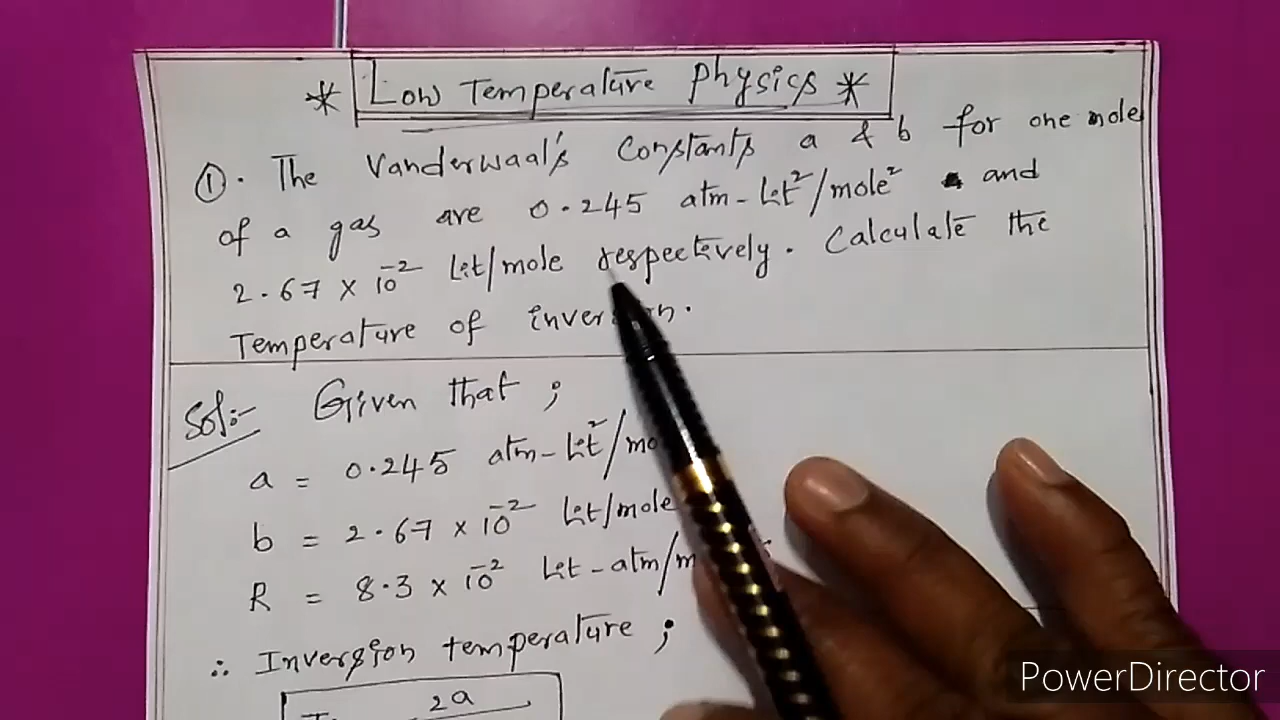 * Low Temperature Physics *
①. The Vanderwaal's Constants a & b for one mole
of a gas are 0.245 atm-Lit²/mole² and
2.67 x 10⁻² Lit/mole respectively. Calculate the
Temperature of
Sol:- Given that ;
a = 0.245 atm-Lit²/mo
b = 2.67 x 10⁻² Lit/mole
R = 8.3 x 10⁻² Lit-atm/m
∴ Inversion temperature ;
2a
PowerDirector